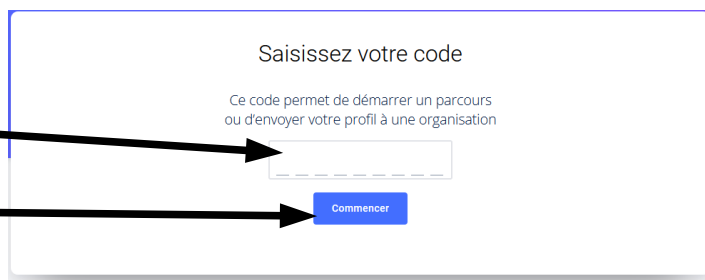 Saisissez votre code
Ce code permet de démarrer un parcours
ou d'envoyer votre profil à une organisation
Commencer